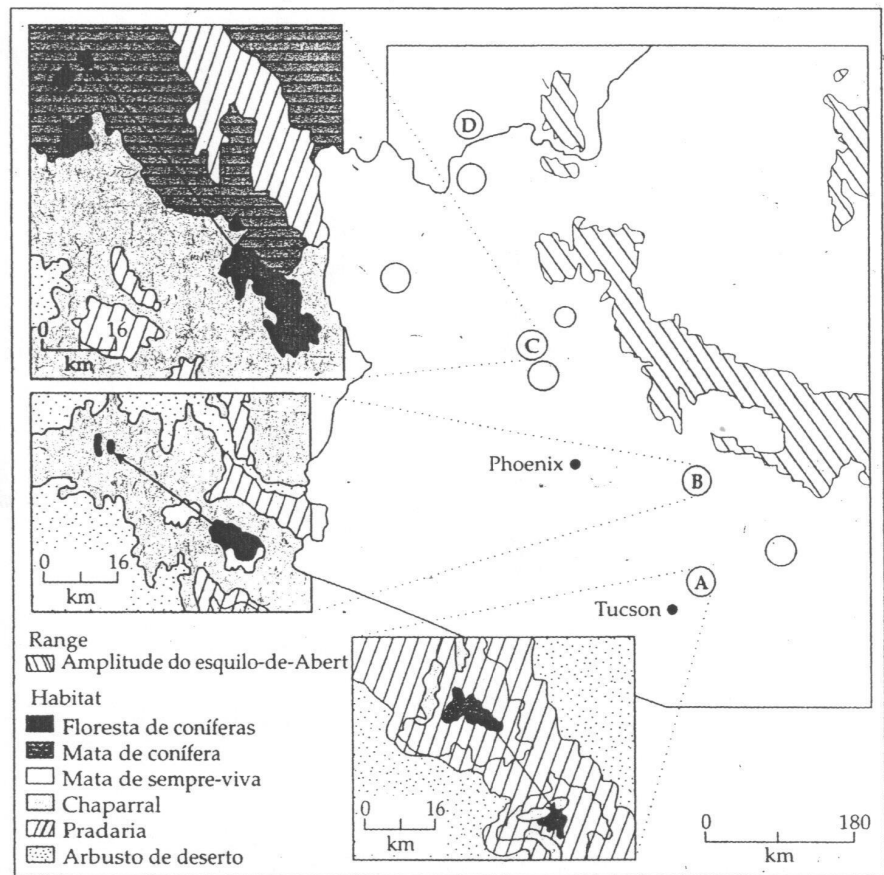 D
C
B
A
Phoenix
Tucson
0 16
km
0 16
km
0 16
km
0 180
km
Range
Amplitude do esquilo-de-Abert
Habitat
Floresta de coníferas
Mata de conífera
Mata de sempre-viva
Chaparral
Pradaria
Arbusto de deserto